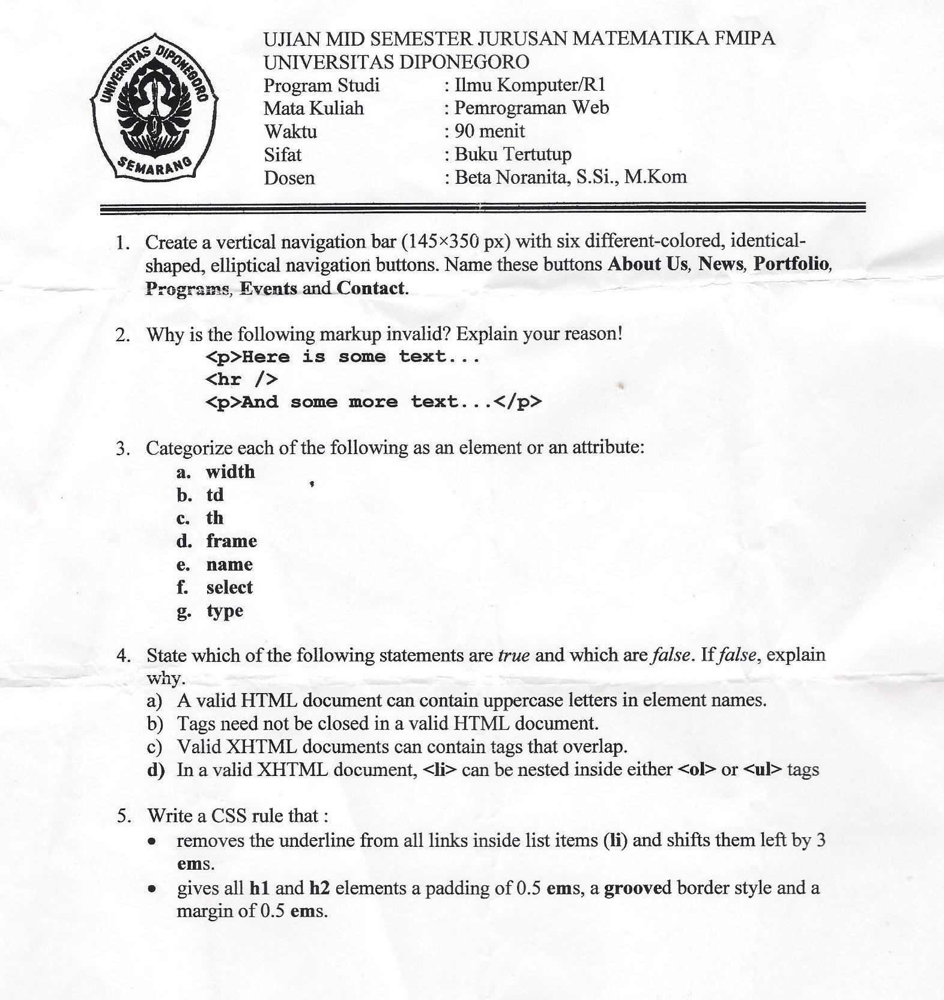 UNIVERSITAS DIPONEGORO
SEMARANG
UJIAN MID SEMESTER JURUSAN MATEMATIKA FMIPA
UNIVERSITAS DIPONEGORO
Program Studi : Ilmu Komputer/R1
Mata Kuliah : Pemrograman Web
Waktu : 90 menit
Sifat : Buku Tertutup
Dosen : Beta Noranita, S.Si., M.Kom
1. Create a vertical navigation bar (145×350 px) with six different-colored, identical-
shaped, elliptical navigation buttons. Name these buttons About Us, News, Portfolio,
Programs, Events and Contact.
2. Why is the following markup invalid? Explain your reason!
<p>Here is some text...
<hr />
<p>And some more text...</p>
3. Categorize each of the following as an element or an attribute:
a. width
b. td
c. th
d. frame
e. name
f. select
g. type
4. State which of the following statements are true and which are false. If false, explain
why.
a) A valid HTML document can contain uppercase letters in element names.
b) Tags need not be closed in a valid HTML document.
c) Valid XHTML documents can contain tags that overlap.
d) In a valid XHTML document, <li> can be nested inside either <ol> or <ul> tags
5. Write a CSS rule that :
• removes the underline from all links inside list items (li) and shifts them left by 3
ems.
• gives all h1 and h2 elements a padding of 0.5 ems, a grooved border style and a
margin of 0.5 ems.